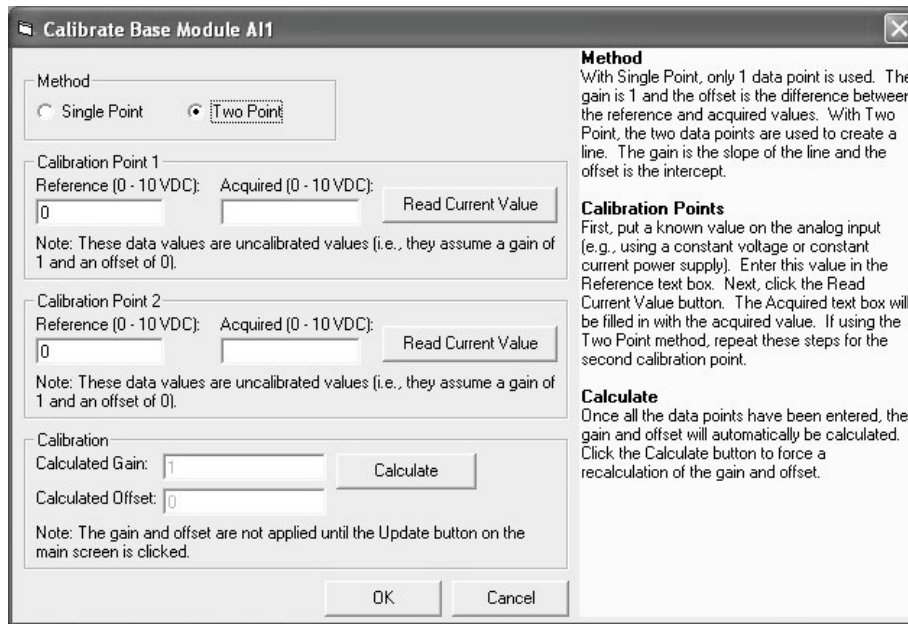 Calibrate Base Module AI1
Method
Single Point Two Point
Calibration Point 1
Reference (0 - 10 VDC): Acquired (0 - 10 VDC):
0
Read Current Value
Note: These data values are uncalibrated values (i.e., they assume a gain of
1 and an offset of 0).
Calibration Point 2
Reference (0 - 10 VDC): Acquired (0 - 10 VDC):
0
Read Current Value
Note: These data values are uncalibrated values (i.e., they assume a gain of
1 and an offset of 0).
Calibration
Calculated Gain: 1
Calculate
Calculated Offset: 0
Note: The gain and offset are not applied until the Update button on the
main screen is clicked.
OK Cancel
Method
With Single Point, only 1 data point is used. The
gain is 1 and the offset is the difference between
the reference and acquired values. With Two
Point, the two data points are used to create a
line. The gain is the slope of the line and the
offset is the intercept.
Calibration Points
First, put a known value on the analog input
(e.g., using a constant voltage or constant
current power supply). Enter this value in the
Reference text box. Next, click the Read
Current Value button. The Acquired text box will
be filled in with the acquired value. If using the
Two Point method, repeat these steps for the
second calibration point.
Calculate
Once all the data points have been entered, the
gain and offset will automatically be calculated.
Click the Calculate button to force a
recalculation of the gain and offset.